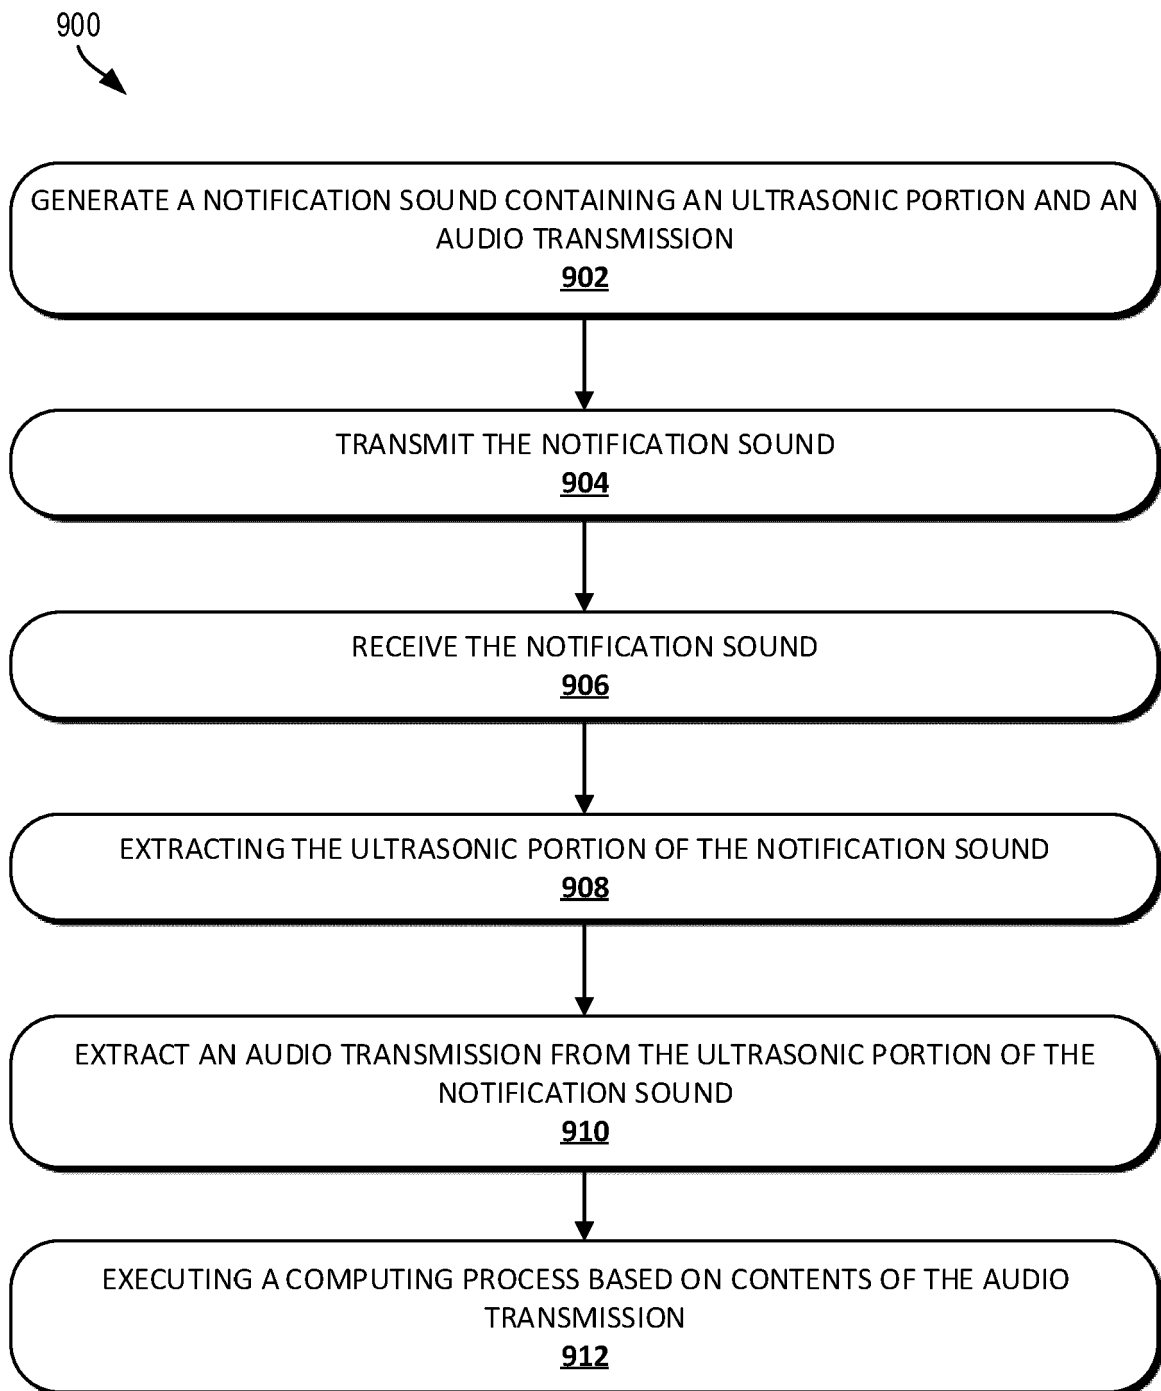 900
GENERATE A NOTIFICATION SOUND CONTAINING AN ULTRASONIC PORTION AND AN
AUDIO TRANSMISSION
902
TRANSMIT THE NOTIFICATION SOUND
904
RECEIVE THE NOTIFICATION SOUND
906
EXTRACTING THE ULTRASONIC PORTION OF THE NOTIFICATION SOUND
908
EXTRACT AN AUDIO TRANSMISSION FROM THE ULTRASONIC PORTION OF THE
NOTIFICATION SOUND
910
EXECUTING A COMPUTING PROCESS BASED ON CONTENTS OF THE AUDIO
TRANSMISSION
912